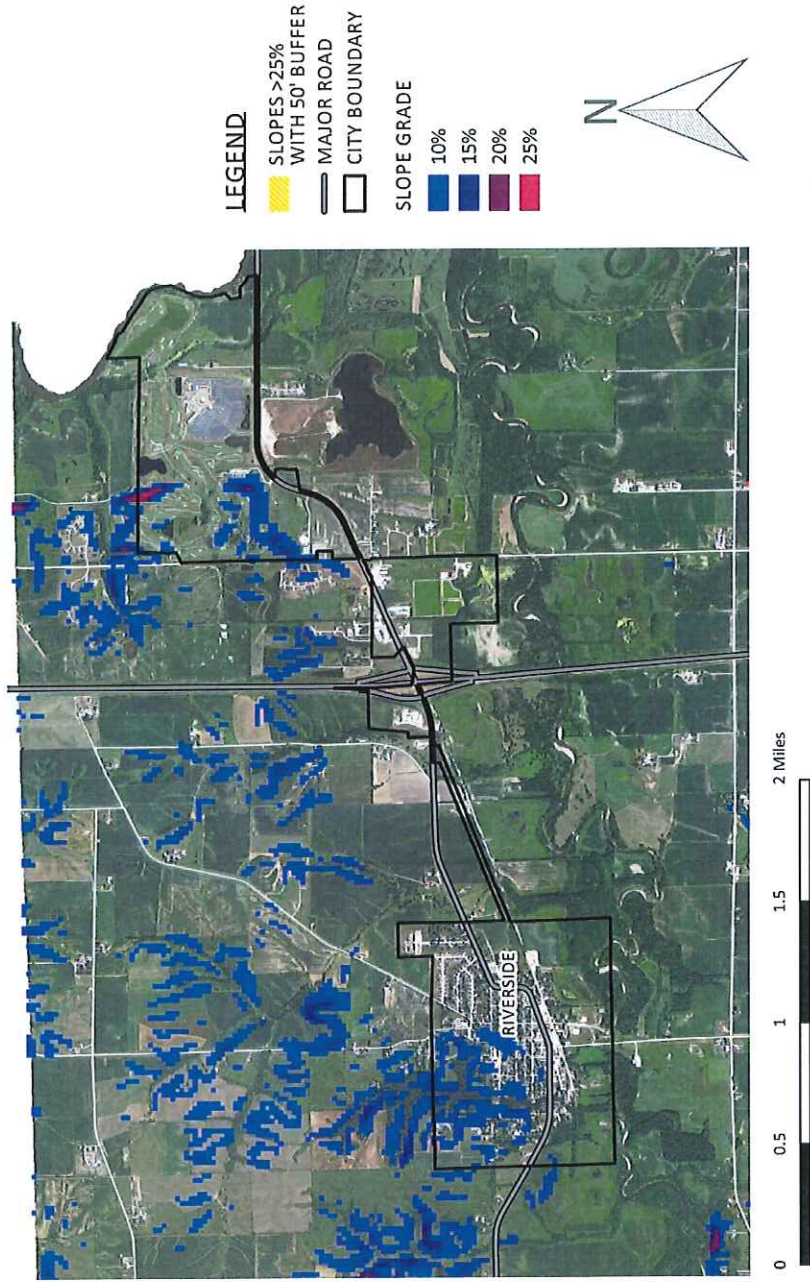 LEGEND
SLOPES >25%
WITH 50' BUFFER
MAJOR ROAD
CITY BOUNDARY
SLOPE GRADE
10%
15%
20%
25%
N
RIVERSIDE
0
0.5
1
1.5
2 Miles